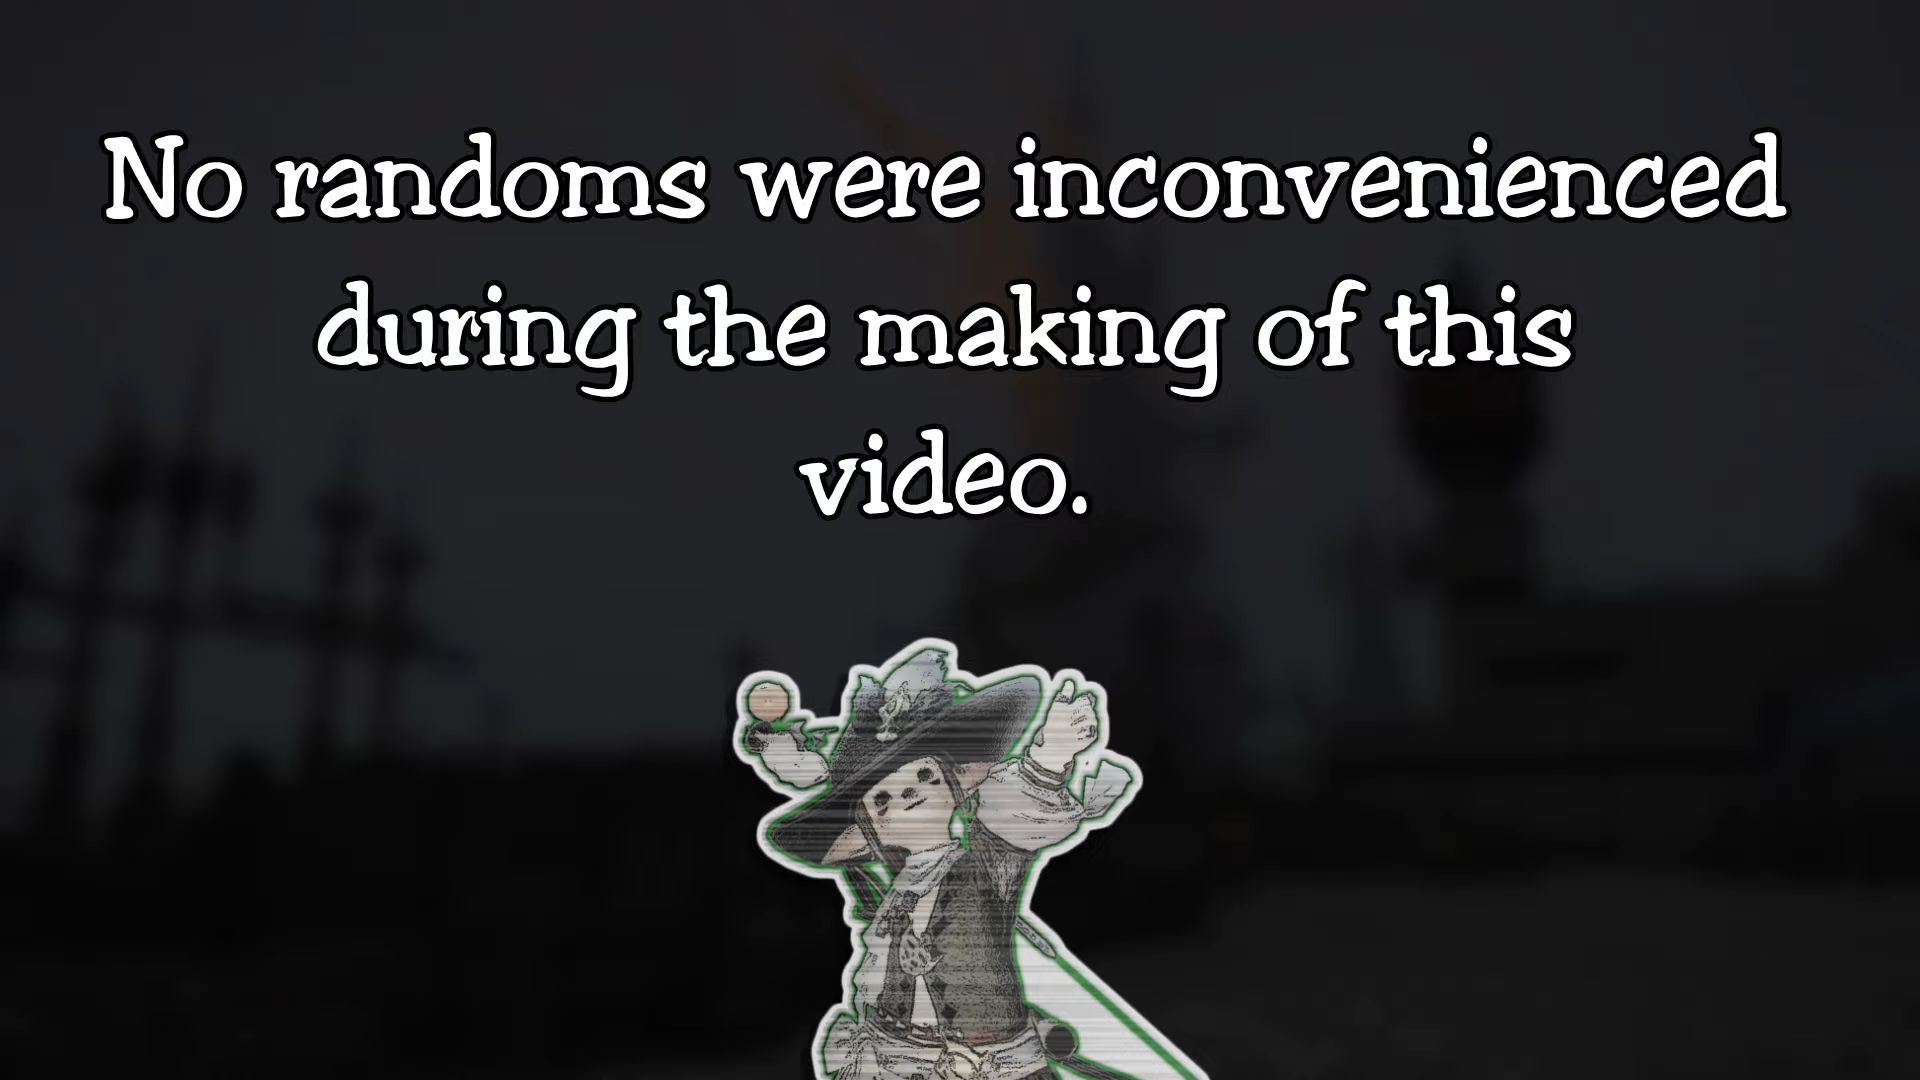 No randoms were inconvenienced
during the making of this
video.